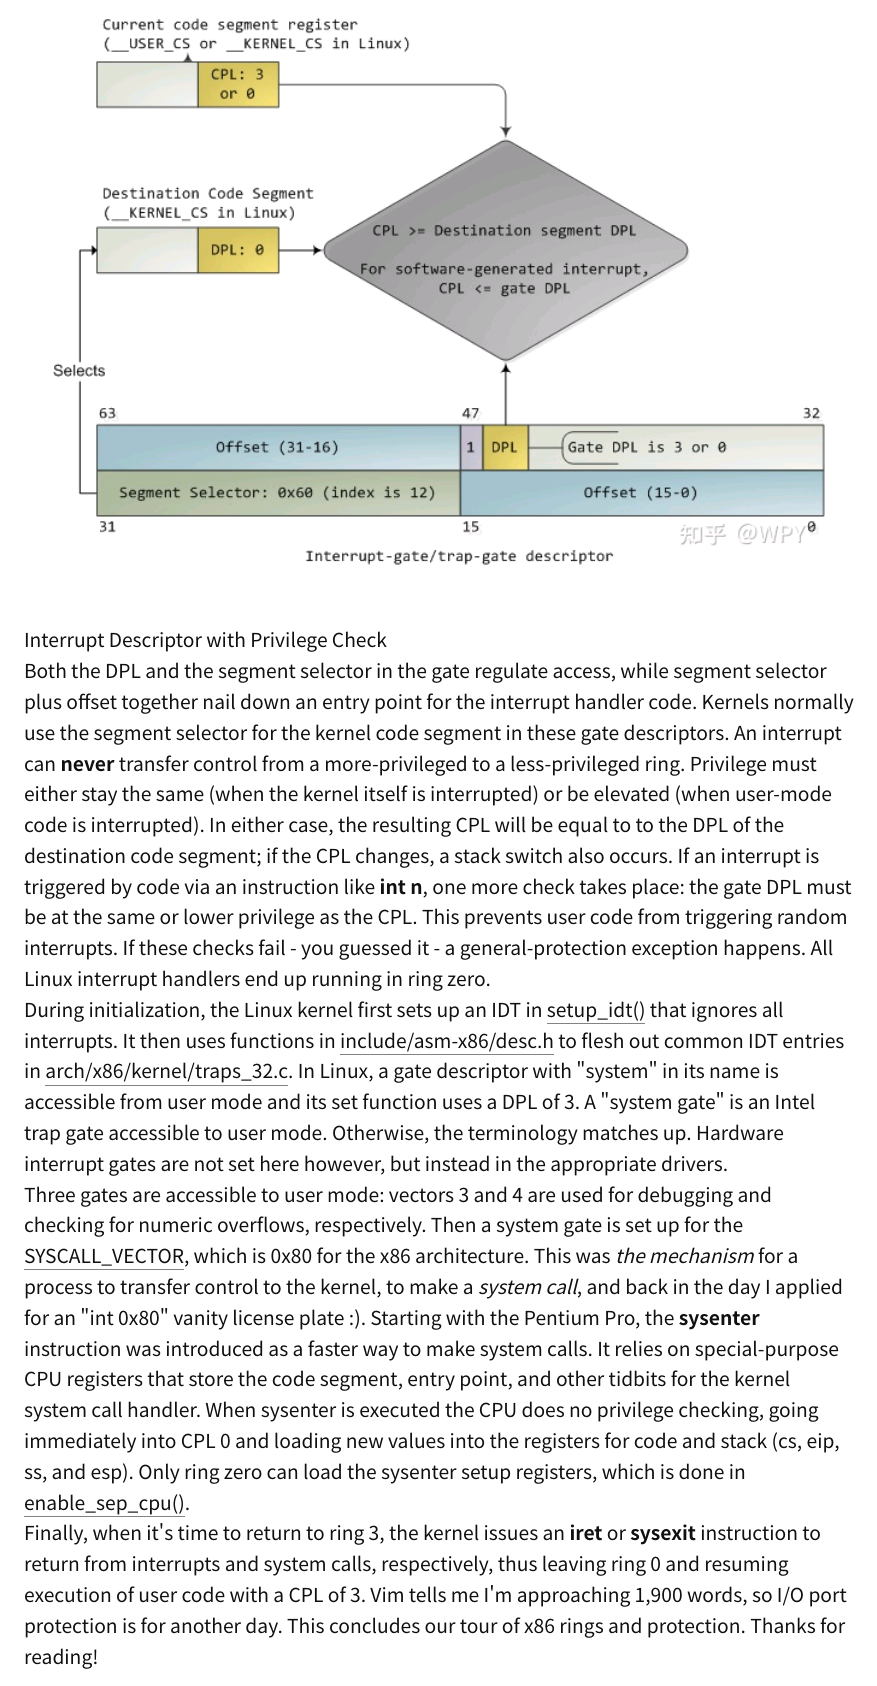 Current code segment register
(__USER_CS or __KERNEL_CS in Linux)
CPL: 3
or 0
Destination Code Segment
(__KERNEL_CS in Linux)
DPL: 0
CPL >= Destination segment DPL
For software-generated interrupt,
CPL <= gate DPL
Selects
63
47
32
Offset (31-16)
1
DPL
Gate DPL is 3 or 0
Segment Selector: 0x60 (index is 12)
Offset (15-0)
31
15
0
知乎 @WPY
Interrupt-gate/trap-gate descriptor
Interrupt Descriptor with Privilege Check
Both the DPL and the segment selector in the gate regulate access, while segment selector
plus offset together nail down an entry point for the interrupt handler code. Kernels normally
use the segment selector for the kernel code segment in these gate descriptors. An interrupt
can never transfer control from a more-privileged to a less-privileged ring. Privilege must
either stay the same (when the kernel itself is interrupted) or be elevated (when user-mode
code is interrupted). In either case, the resulting CPL will be equal to to the DPL of the
destination code segment; if the CPL changes, a stack switch also occurs. If an interrupt is
triggered by code via an instruction like int n, one more check takes place: the gate DPL must
be at the same or lower privilege as the CPL. This prevents user code from triggering random
interrupts. If these checks fail - you guessed it - a general-protection exception happens. All
Linux interrupt handlers end up running in ring zero.
During initialization, the Linux kernel first sets up an IDT in setup_idt() that ignores all
interrupts. It then uses functions in include/asm-x86/desc.h to flesh out common IDT entries
in arch/x86/kernel/traps_32.c. In Linux, a gate descriptor with "system" in its name is
accessible from user mode and its set function uses a DPL of 3. A "system gate" is an Intel
trap gate accessible to user mode. Otherwise, the terminology matches up. Hardware
interrupt gates are not set here however, but instead in the appropriate drivers.
Three gates are accessible to user mode: vectors 3 and 4 are used for debugging and
checking for numeric overflows, respectively. Then a system gate is set up for the
SYSCALL_VECTOR, which is 0x80 for the x86 architecture. This was the mechanism for a
process to transfer control to the kernel, to make a system call, and back in the day I applied
for an "int 0x80" vanity license plate :). Starting with the Pentium Pro, the sysenter
instruction was introduced as a faster way to make system calls. It relies on special-purpose
CPU registers that store the code segment, entry point, and other tidbits for the kernel
system call handler. When sysenter is executed the CPU does no privilege checking, going
immediately into CPL 0 and loading new values into the registers for code and stack (cs, eip,
ss, and esp). Only ring zero can load the sysenter setup registers, which is done in
enable_sep_cpu().
Finally, when it's time to return to ring 3, the kernel issues an iret or sysexit instruction to
return from interrupts and system calls, respectively, thus leaving ring 0 and resuming
execution of user code with a CPL of 3. Vim tells me I'm approaching 1,900 words, so I/O port
protection is for another day. This concludes our tour of x86 rings and protection. Thanks for
reading!